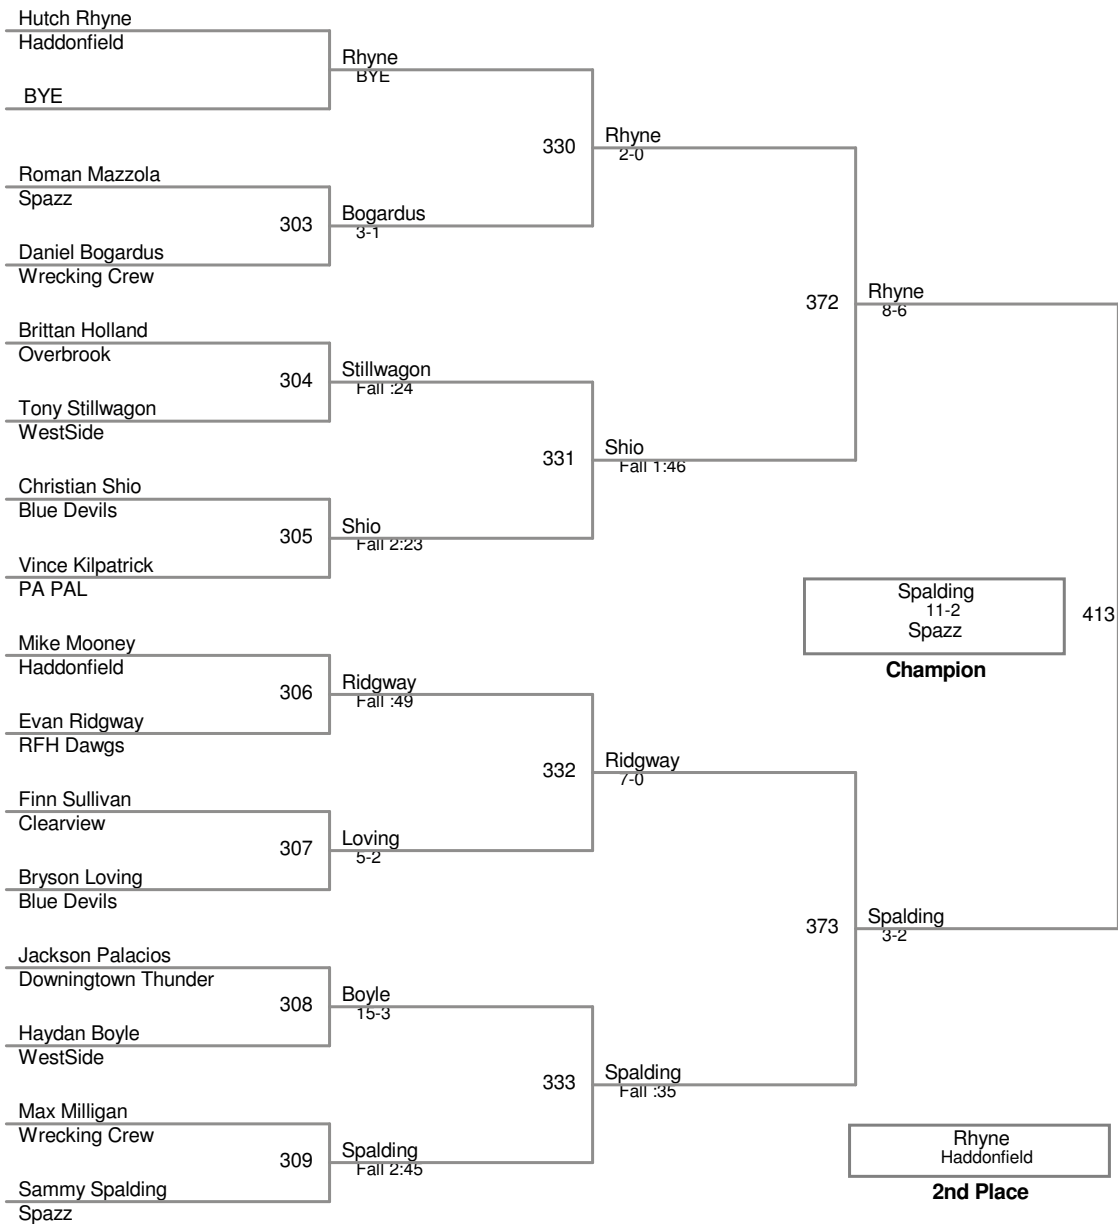 Hutch Rhyne
Haddonfield
BYE
Roman Mazzola
Spazz
303
Daniel Bogardus
Wrecking Crew
Brittan Holland
Overbrook
304
Tony Stillwagon
WestSide
Christian Shio
Blue Devils
305
Vince Kilpatrick
PA PAL
Mike Mooney
Haddonfield
306
Evan Ridgway
RFH Dawgs
Finn Sullivan
Clearview
307
Bryson Loving
Blue Devils
Jackson Palacios
Downingtown Thunder
308
Haydan Boyle
WestSide
Max Milligan
Wrecking Crew
309
Sammy Spalding
Spazz
Rhyne
BYE
330
Bogardus
3-1
Stillwagon
Fall :24
331
Shio
Fall 2:23
Ridgway
Fall :49
332
Loving
5-2
Boyle
15-3
333
Spalding
Fall 2:45
Rhyne
2-0
372
Shio
Fall 1:46
Ridgway
7-0
373
Spalding
Fall :35
Rhyne
8-6
Spalding
11-2
Spazz
413
Champion
Spalding
3-2
Rhyne
Haddonfield
2nd Place